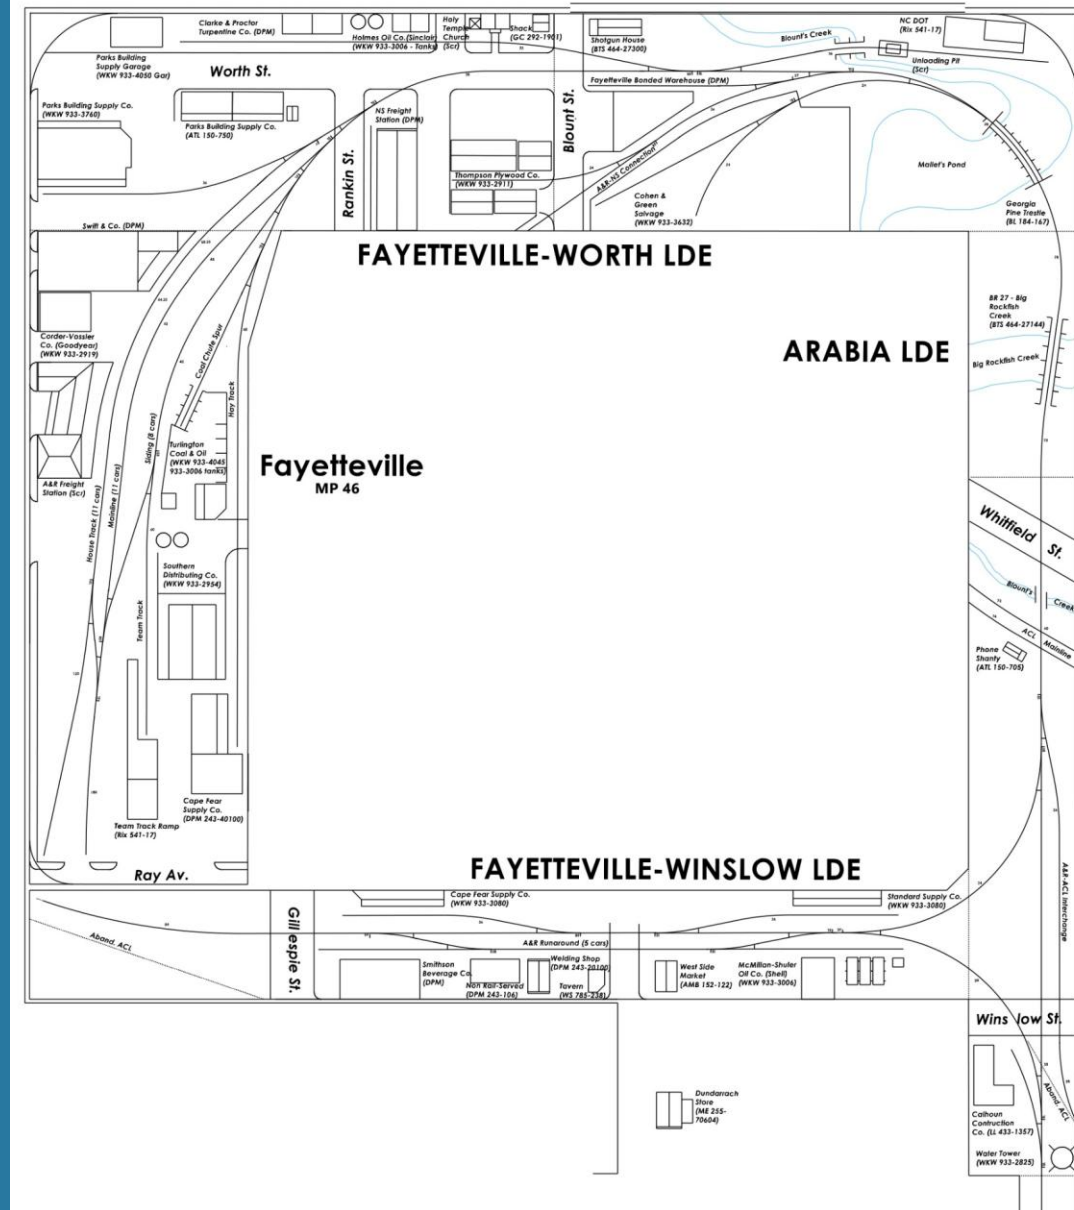 Clarke & Proctor
Turpentine Co. (DPM)
Parks Building
Supply Garage
(WKW 933-4050 Gar)
Holmes Oil Co. (Sinclair)
(WKW 933-3006 - Tanks)
Holy
Temple
Church
(Scr)
Shack
(GC 292-1901)
Shotgun House
(BTS 464-27300)
Blount's Creek
NC DOT
(Rix 541-17)
Unloading Pit
(Scr)
Worth St.
Fayetteville Bonded Warehouse (DPM)
Parks Building Supply Co.
(WKW 933-3760)
Parks Building Supply Co.
(ATL 150-750)
NS Freight
Station (DPM)
Rankin St.
Blount St.
Thompson Plywood Co.
(WKW 933-2911)
A&R-NS Connection
Cohen &
Green
Salvage
(WKW 933-3632)
Mallet's Pond
Georgia
Pine Trestle
(BL 184-167)
Swift & Co. (DPM)
FAYETTEVILLE-WORTH LDE
BR 27 - Big
Rockfish
Creek
(BTS 464-27144)
Big Rockfish Creek
ARABIA LDE
Corder-Vossler
Co. (Goodyear)
(WKW 933-2919)
Coal Chute Spur
Hay Track
Siding (8 cars)
Mainline (11 cars)
House Track (11 cars)
Turlington
Coal & Oil
(WKW 933-4045
933-3006 tanks)
Fayetteville
MP 46
A&R Freight
Station (Scr)
Whitfield St.
Southern
Distributing Co.
(WKW 933-2954)
Team Track
Blount's
Creek
ACL Mainline
Phone
Shanty
(ATL 150-705)
Cape Fear
Supply Co.
(DPM 243-40100)
Team Track Ramp
(Rix 541-17)
Ray Av.
FAYETTEVILLE-WINSLOW LDE
A&R-ACL Interchange
Cape Fear Supply Co.
(WKW 933-3080)
Standard Supply Co.
(WKW 933-3080)
Aband. ACL
Gillespie St.
A&R Runaround (5 cars)
Smithson
Beverage Co.
(DPM)
Non Rail-Served
(DPM 243-106)
Welding Shop
(DPM 243-20100)
Tavern
(WS 785-238)
West Side
Market
(AMB 152-122)
McMillan-Shuler
Oil Co. (Shell)
(WKW 933-3006)
Winslow St.
Aband. ACL
Calhoun
Contruction
Co. (LL 433-1357)
Water Tower
(WKW 933-2825)
Dundarrach
Store
(ME 255-
70604)